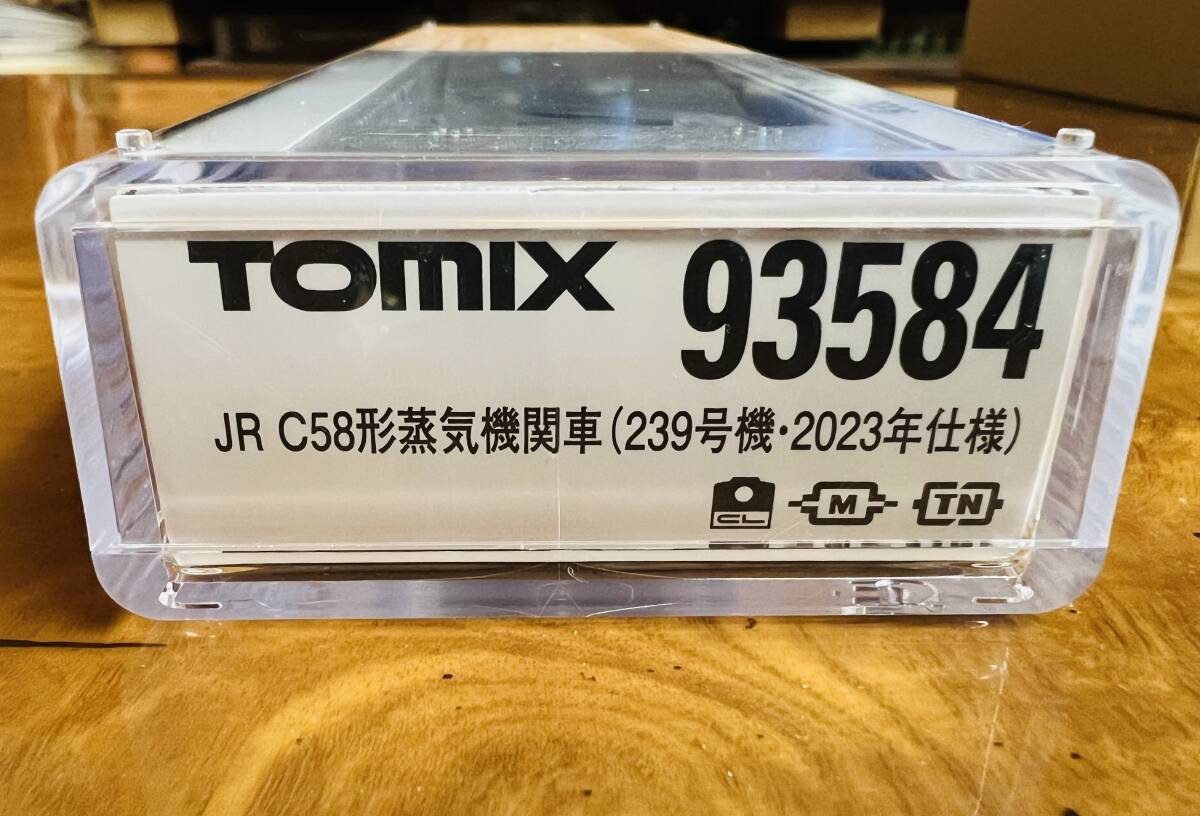 TOMIX 93584
JR C58形蒸気機関車(239号機・2023年仕様)
CL M TN